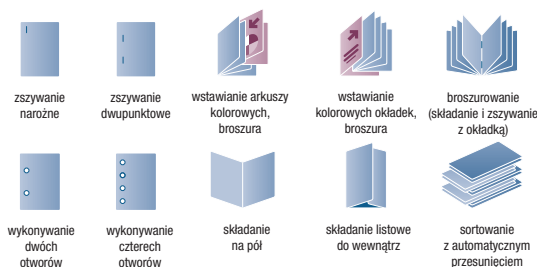 zszywanie
narożne
zszywanie
dwupunktowe
wstawianie arkuszy
kolorowych,
broszura
wstawianie
kolorowych okładek,
broszura
broszurowanie
(składanie i zszywanie
z okładką)
wykonywanie
dwóch
otworów
wykonywanie
czterech
otworów
składanie
na pół
składanie listowe
do wewnątrz
sortowanie
z automatycznym
przesunięciem